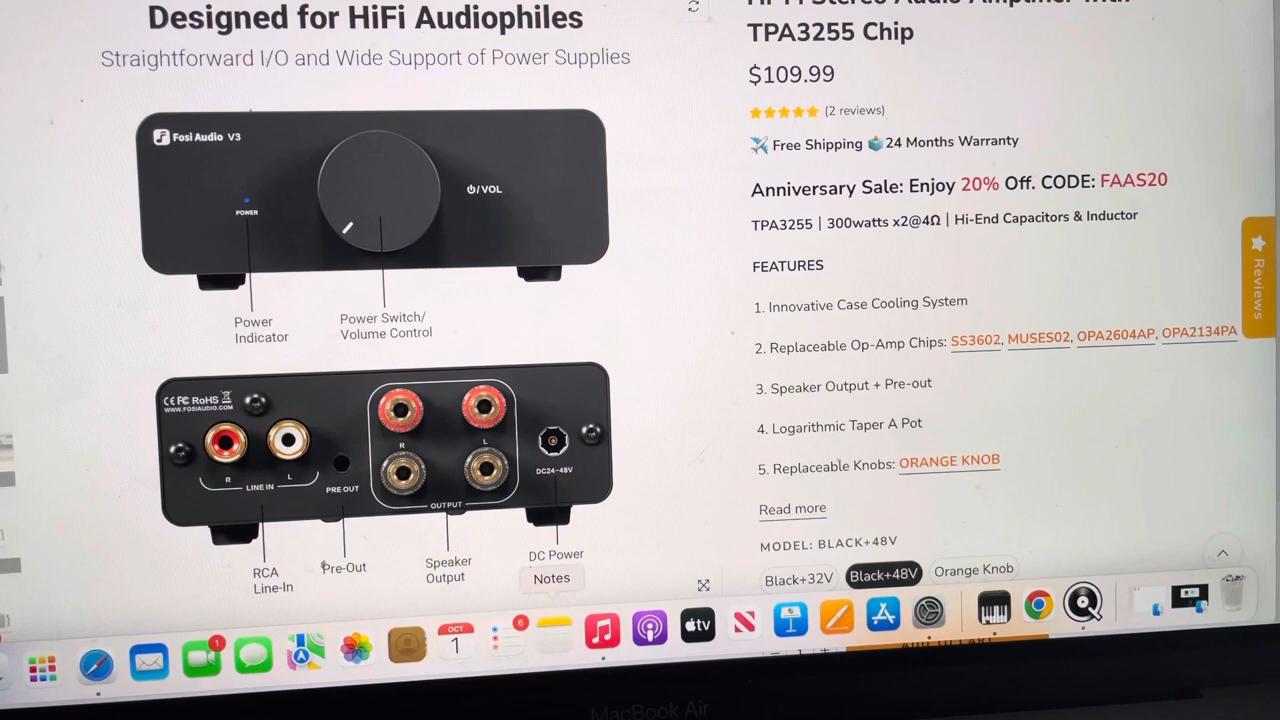 Designed for HiFi Audiophiles
Straightforward I/O and Wide Support of Power Supplies
Fosi Audio V3
POWER
⏻/VOL
Power
Indicator
Power Switch/
Volume Control
CE FC RoHS
WWW.FOSIAUDIO.COM
R
L
LINE IN
PRE OUT
R
L
OUTPUT
DC24-48V
RCA
Line-In
Pre-Out
Speaker
Output
DC Power
Notes
TPA3255 Chip
$109.99
(2 reviews)
Free Shipping 24 Months Warranty
Anniversary Sale: Enjoy 20% Off. CODE: FAAS20
TPA3255 | 300watts x2@4Ω | Hi-End Capacitors & Inductor
FEATURES
1. Innovative Case Cooling System
2. Replaceable Op-Amp Chips: SS3602, MUSES02, OPA2604AP, OPA2134PA
3. Speaker Output + Pre-out
4. Logarithmic Taper A Pot
5. Replaceable Knobs: ORANGE KNOB
Read more
MODEL: BLACK+48V
Black+32V
Black+48V
Orange Knob
Reviews
1
OCT
1
6
tv
MacBook Air